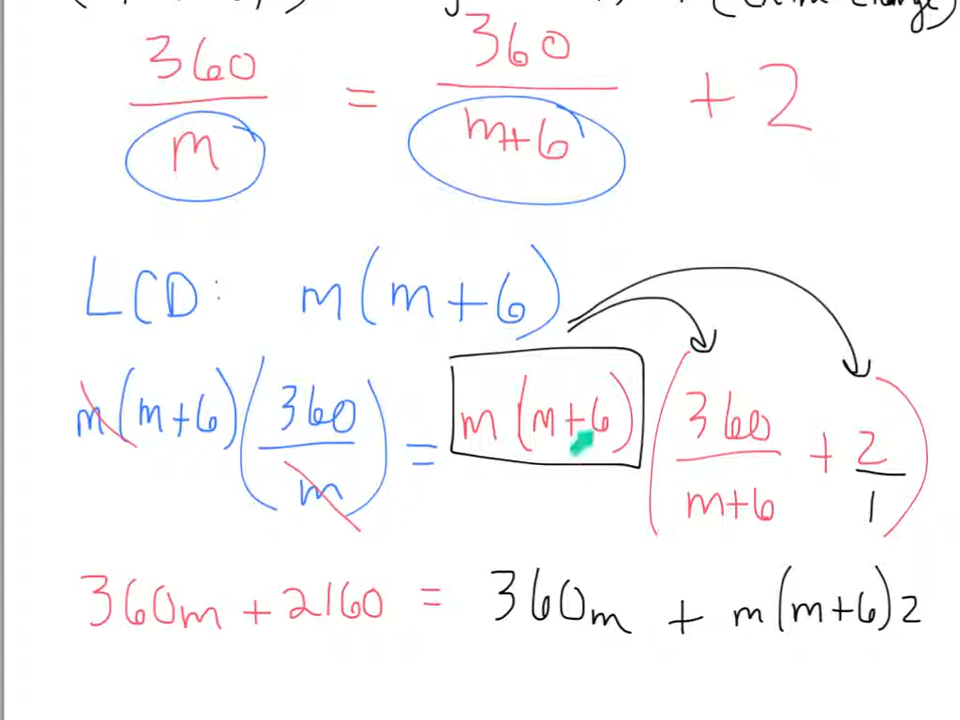 360/m = 360/(m+6) + 2
LCD: m(m+6)
m(m+6)(360/m) = m(m+6)(360/(m+6) + 2/1)
360m + 2160 = 360m + m(m+6)2